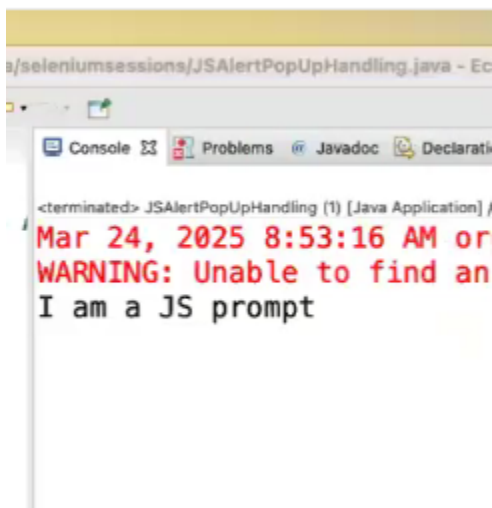 a/seleniumsessions/JSAlertPopUpHandling.java - Ec
Console Problems Javadoc Declarati
<terminated> JSAlertPopUpHandling (1) [Java Application] /
Mar 24, 2025 8:53:16 AM or
WARNING: Unable to find an
I am a JS prompt